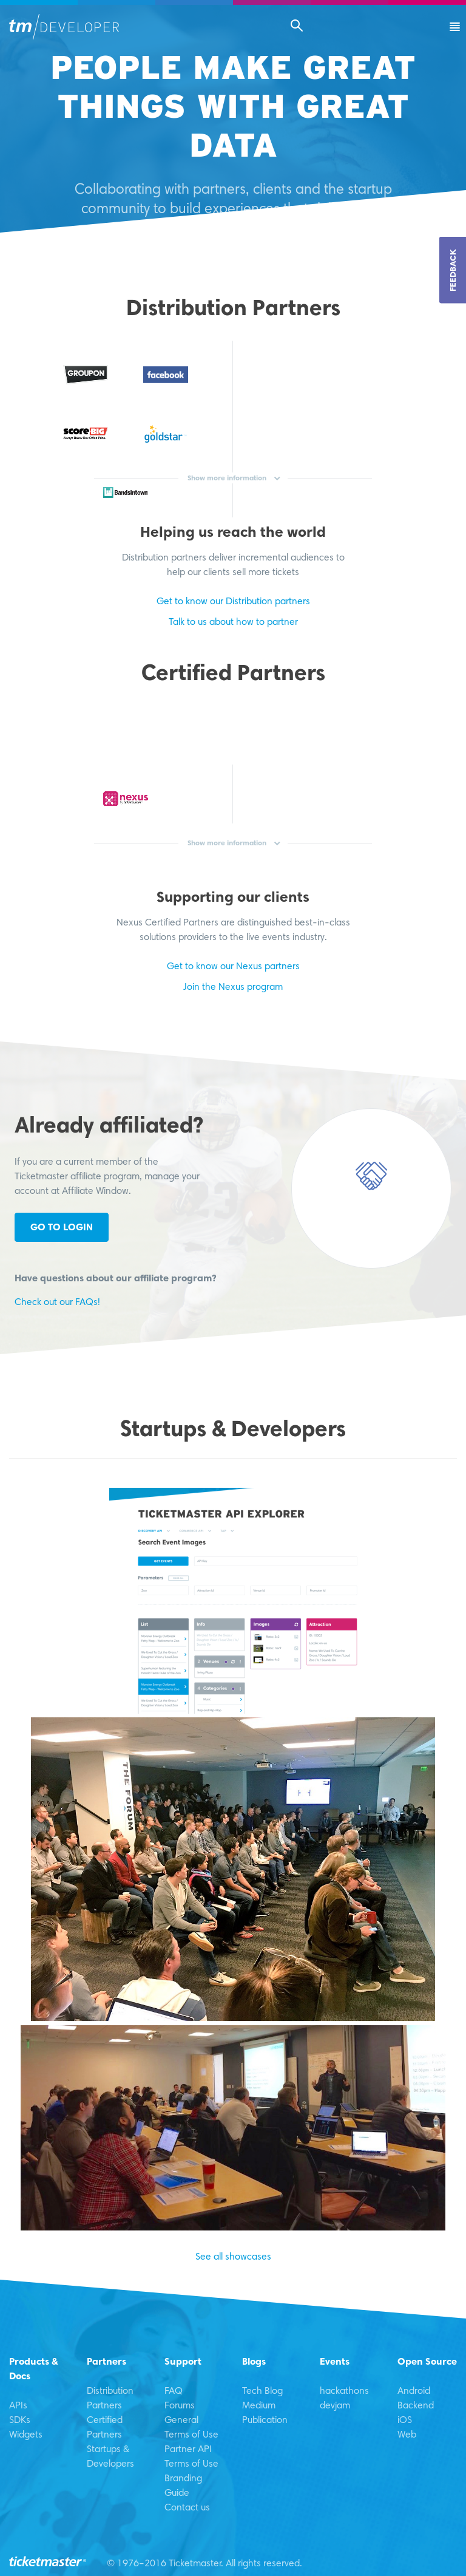 tm/DEVELOPER
PEOPLE MAKE GREAT
THINGS WITH GREAT
DATA
Collaborating with partners, clients and the startup
community to build experiences
FEEDBACK
Distribution Partners
GROUPON
facebook
scoreBIG
goldstar
Show more information
Bandsintown
Helping us reach the world
Distribution partners deliver incremental audiences to
help our clients sell more tickets
Get to know our Distribution partners
Talk to us about how to partner
Certified Partners
nexus
Show more information
Supporting our clients
Nexus Certified Partners are distinguished best-in-class
solutions providers to the live events industry.
Get to know our Nexus partners
Join the Nexus program
Already affiliated?
If you are a current member of the
Ticketmaster affiliate program, manage your
account at Affiliate Window.
GO TO LOGIN
Have questions about our affiliate program?
Check out our FAQs!
Startups & Developers
TICKETMASTER API EXPLORER
Search Event Images
GET EVENTS
Parameters
List
Info
Images
Attraction
Venues
Categories
THE FORUM
See all showcases
Products &
Docs
APIs
SDKs
Widgets
Partners
Distribution
Partners
Certified
Partners
Startups &
Developers
Support
FAQ
Forums
General
Terms of Use
Partner API
Terms of Use
Branding
Guide
Contact us
Blogs
Tech Blog
Medium
Publication
Events
hackathons
devjam
Open Source
Android
Backend
iOS
Web
ticketmaster®
© 1976-2016 Ticketmaster. All rights reserved.